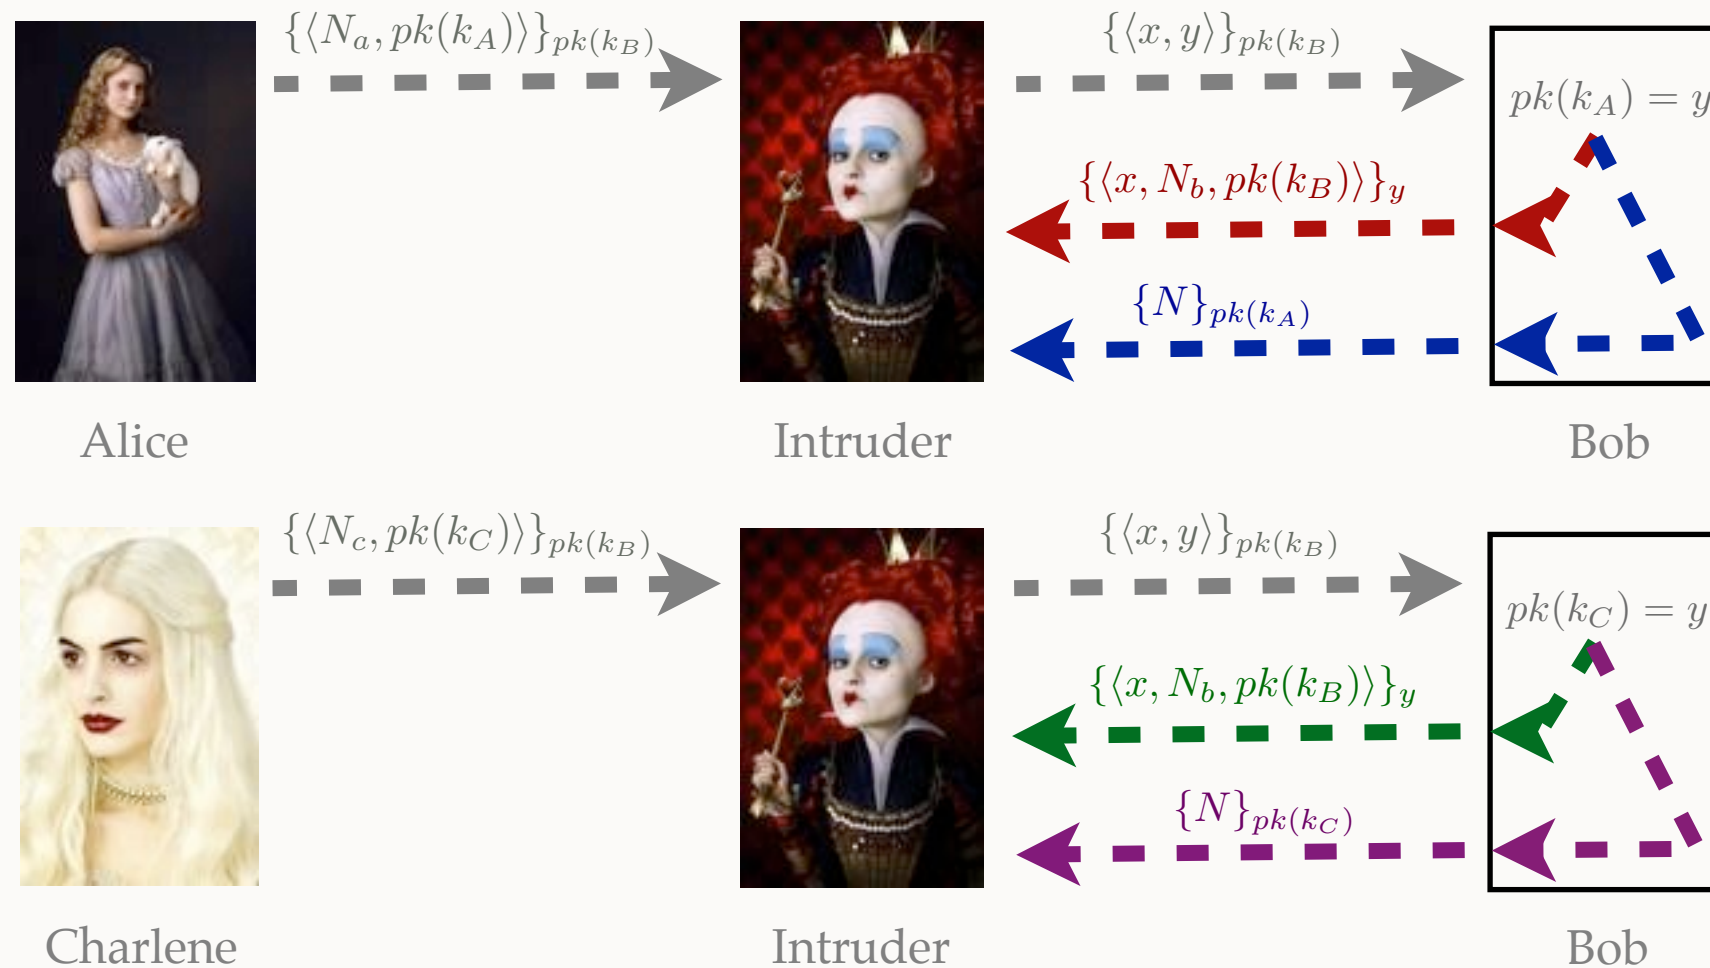 {⟨N_a, pk(k_A)⟩}_{pk(k_B)}
{⟨x, y⟩}_{pk(k_B)}
pk(k_A) = y
{⟨x, N_b, pk(k_B)⟩}_y
{N}_{pk(k_A)}
Alice
Intruder
Bob
{⟨N_c, pk(k_C)⟩}_{pk(k_B)}
{⟨x, y⟩}_{pk(k_B)}
pk(k_C) = y
{⟨x, N_b, pk(k_B)⟩}_y
{N}_{pk(k_C)}
Charlene
Intruder
Bob